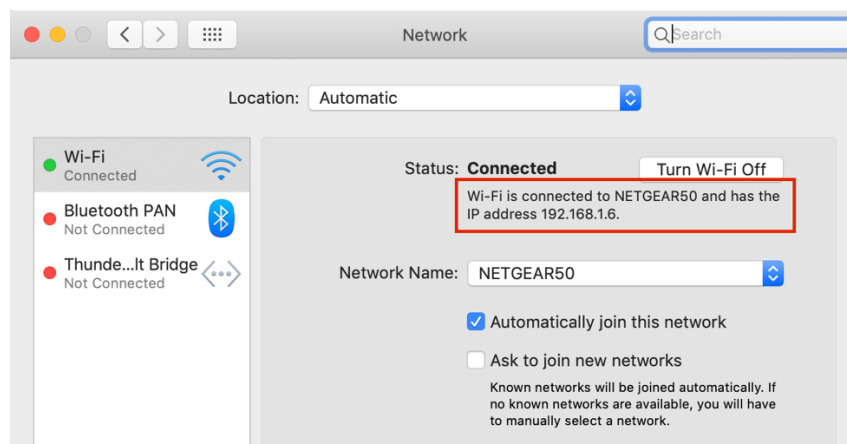 Network
Search
Location: Automatic
Wi-Fi
Connected
Bluetooth PAN
Not Connected
Thunde...lt Bridge
Not Connected
Status: Connected
Turn Wi-Fi Off
Wi-Fi is connected to NETGEAR50 and has the
IP address 192.168.1.6.
Network Name: NETGEAR50
Automatically join this network
Ask to join new networks
Known networks will be joined automatically. If
no known networks are available, you will have
to manually select a network.